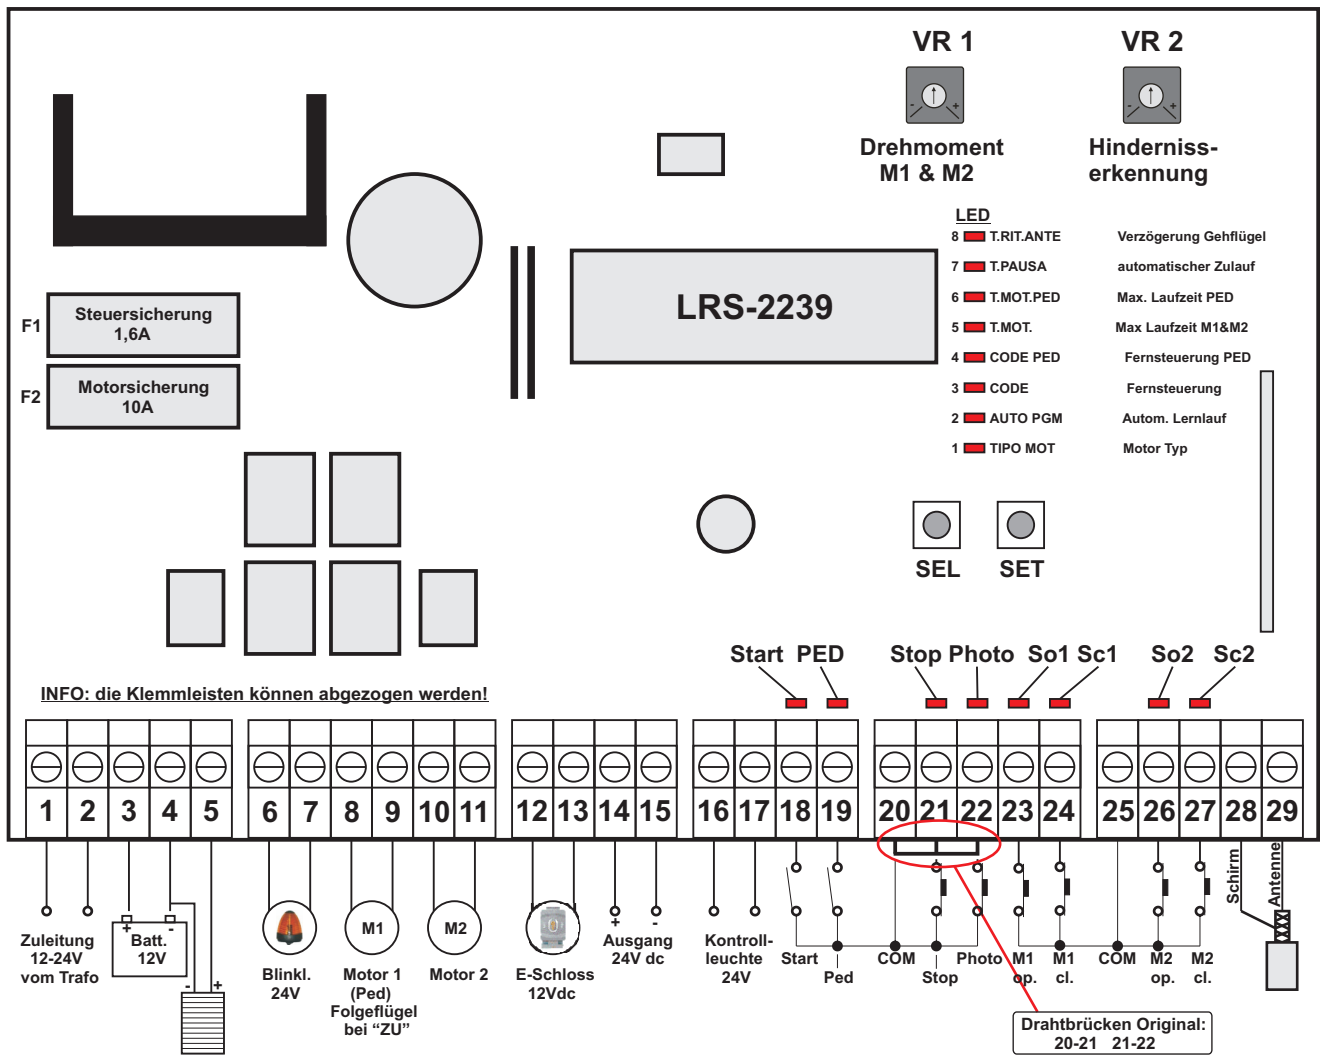 VR 1 VR 2
- + - +
Drehmoment Hinderniss-
M1 & M2 erkennung
LED
8 T.RIT.ANTE Verzögerung Gehflügel
7 T.PAUSA automatischer Zulauf
6 T.MOT.PED Max. Laufzeit PED
5 T.MOT. Max Laufzeit M1&M2
4 CODE PED Fernsteuerung PED
3 CODE Fernsteuerung
2 AUTO PGM Autom. Lernlauf
1 TIPO MOT Motor Typ
LRS-2239
F1 Steuersicherung
1,6A
F2 Motorsicherung
10A
SEL SET
Start PED Stop Photo So1 Sc1 So2 Sc2
INFO: die Klemmleisten können abgezogen werden!
1 2 3 4 5 6 7 8 9 10 11 12 13 14 15 16 17 18 19 20 21 22 23 24 25 26 27 28 29
Schirm
Antenne
Zuleitung
12-24V
vom Trafo
+ -
Batt.
12V
- +
Blinkl.
24V
M1
Motor 1
(Ped)
Folgeflügel
bei “ZU”
M2
Motor 2
E-Schloss
12Vdc
+ -
Ausgang
24V dc
Kontroll-
leuchte
24V
Start
Ped
COM
Stop
Photo
M1
op.
M1
cl.
COM
M2
op.
M2
cl.
Drahtbrücken Original:
20-21 21-22